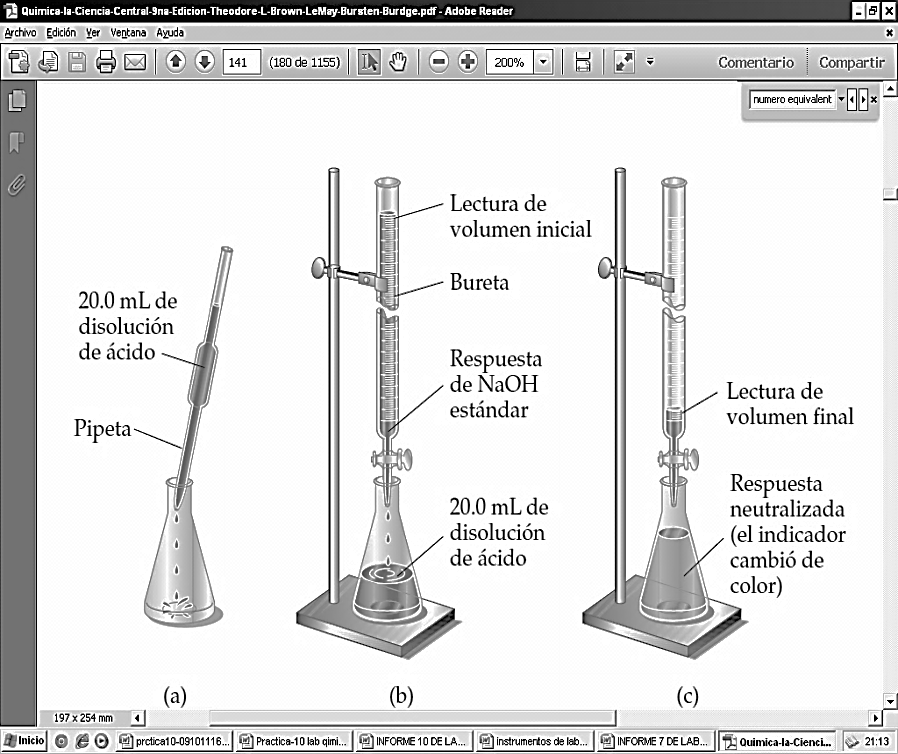 Quimica-la-Ciencia-Central-9na-Edicion-Theodore-L-Brown-LeMay-Bursten-Burdge.pdf - Adobe Reader
Archivo Edición Ver Ventana Ayuda
141 (180 de 1155) 200% Comentario Compartir
numero equivalent
Lectura de
volumen inicial
Bureta
20.0 mL de
disolución
de ácido
Pipeta
Respuesta
de NaOH
estándar
20.0 mL de
disolución
de ácido
Lectura de
volumen final
Respuesta
neutralizada
(el indicador
cambió de
color)
(a) (b) (c)
197 x 254 mm
Inicio prctica10-09101116... Practica-10 lab qimi... INFORME 10 DE LA... instrumentos de lab... INFORME 7 DE LAB... Quimica-la-Cienci... 21:13